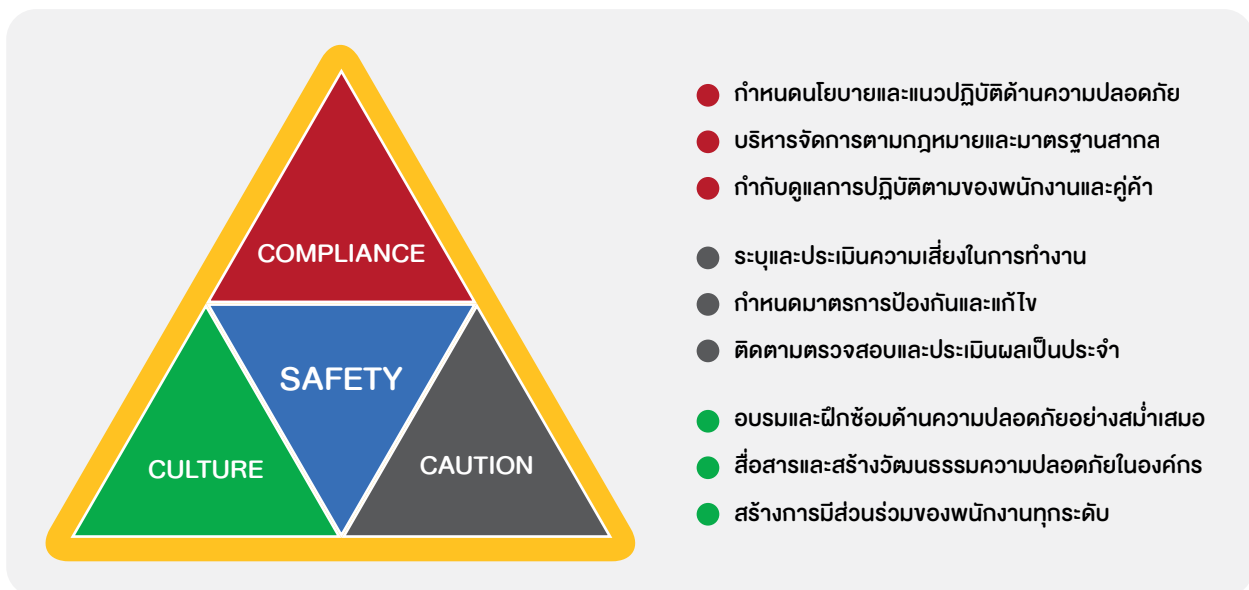 COMPLIANCE
SAFETY
CULTURE
CAUTION
กำหนดนโยบายและแนวปฏิบัติด้านความปลอดภัย
บริหารจัดการตามกฎหมายและมาตรฐานสากล
กำกับดูแลการปฏิบัติตามของพนักงานและคู่ค้า
ระบุและประเมินความเสี่ยงในการทำงาน
กำหนดมาตรการป้องกันและแก้ไข
ติดตามตรวจสอบและประเมินผลเป็นประจำ
อบรมและฝึกซ้อมด้านความปลอดภัยอย่างสม่ำเสมอ
สื่อสารและสร้างวัฒนธรรมความปลอดภัยในองค์กร
สร้างการมีส่วนร่วมของพนักงานทุกระดับ